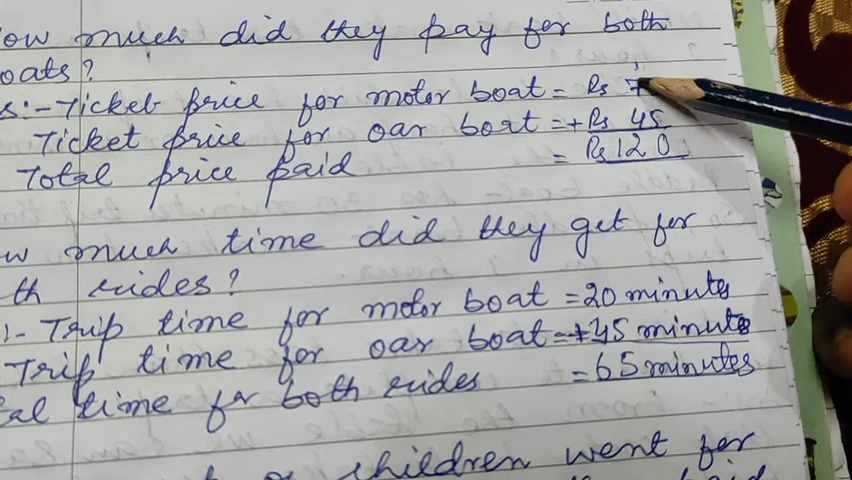 ow much did they pay for both
oats?
s:- Ticket price for motor boat = Rs 7
Ticket price for oar boat = + Rs 45
Total price paid = Rs 120
w much time did they get for
th rides?
:- Trip time for motor boat = 20 minutes
Trip time for oar boat = +45 minute
al time for both rides = 65 minutes
children went for